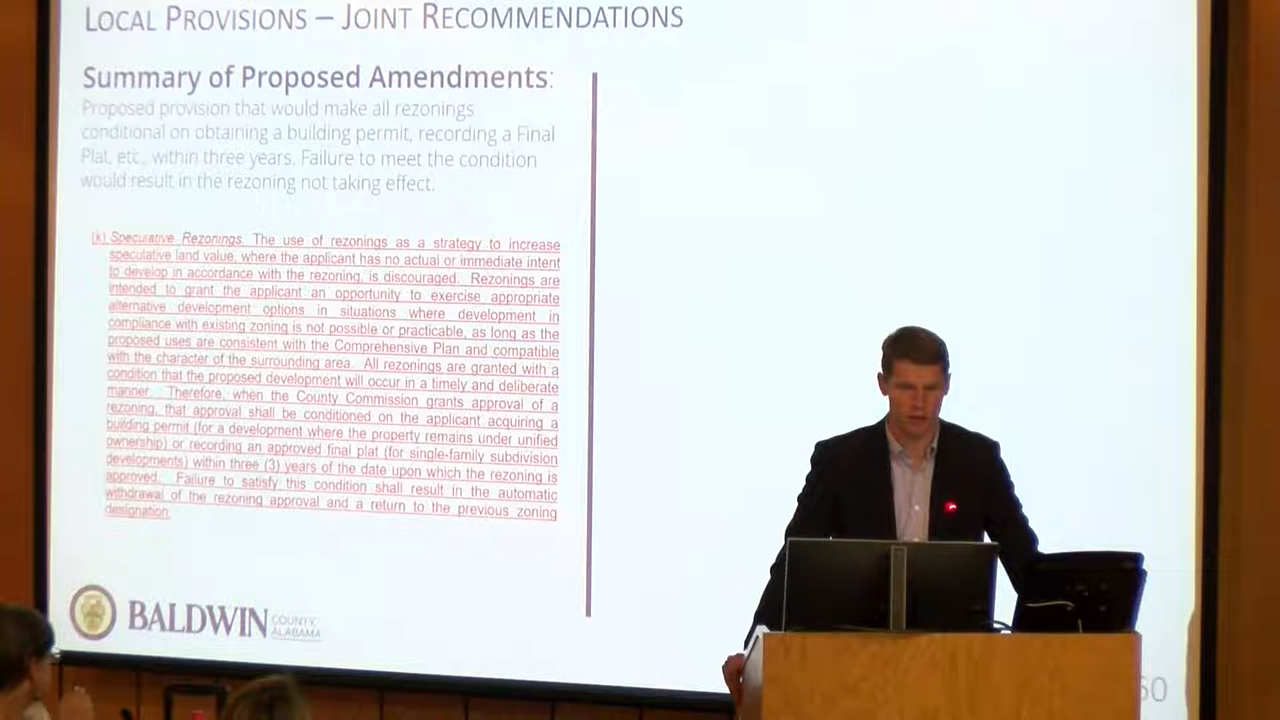 LOCAL PROVISIONS – JOINT RECOMMENDATIONS
Summary of Proposed Amendments:
Proposed provision that would make all rezonings
conditional on obtaining a building permit, recording a Final
Plat, etc., within three years. Failure to meet the condition
would result in the rezoning not taking effect.
(k) Speculative Rezonings. The use of rezonings as a strategy to increase
speculative land value, where the applicant has no actual or immediate intent
to develop in accordance with the rezoning, is discouraged. Rezonings are
intended to grant the applicant an opportunity to exercise appropriate
alternative development options in situations where development in
compliance with existing zoning is not possible or practicable, as long as the
proposed uses are consistent with the Comprehensive Plan and compatible
with the character of the surrounding area. All rezonings are granted with a
condition that the proposed development will occur in a timely and deliberate
manner. Therefore, when the County Commission grants approval of a
rezoning, that approval shall be conditioned on the applicant acquiring a
building permit (for a development where the property remains under unified
ownership) or recording an approved final plat (for single-family subdivision
developments) within three (3) years of the date upon which the rezoning is
approved. Failure to satisfy this condition shall result in the automatic
withdrawal of the rezoning approval and a return to the previous zoning
designation.
BALDWIN COUNTY, ALABAMA
60